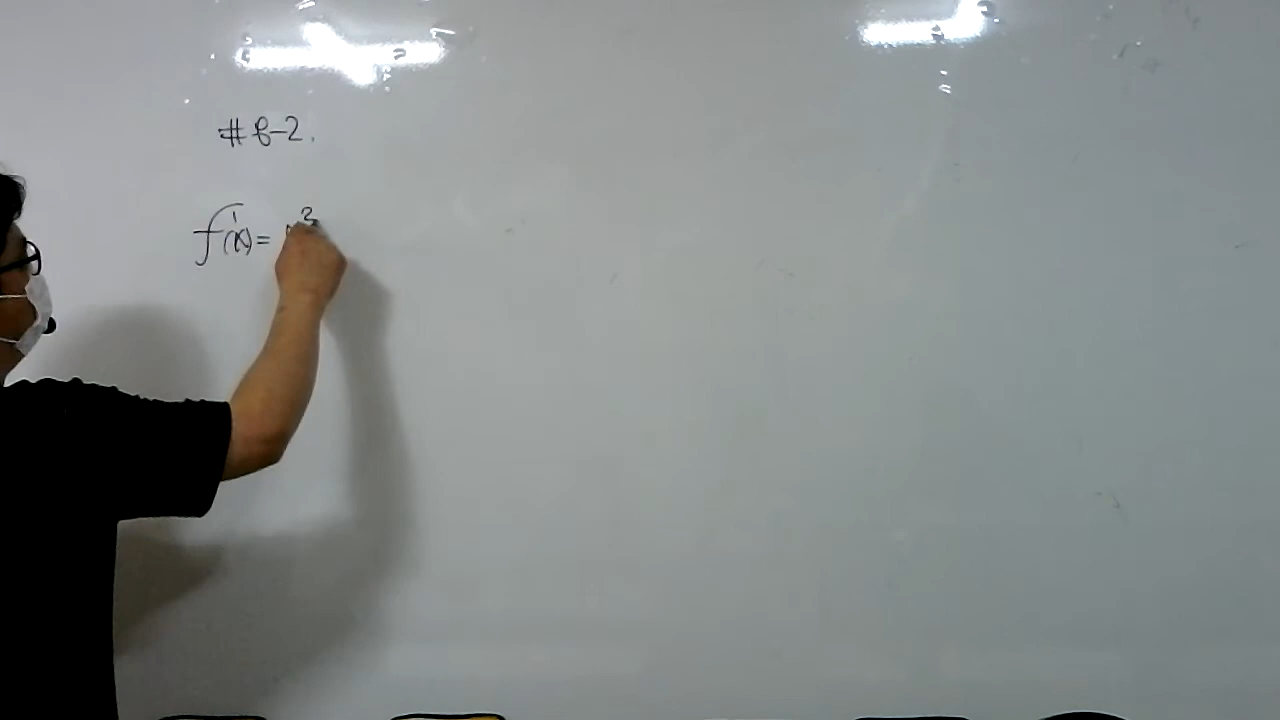 # 8-2.
f'(x) =